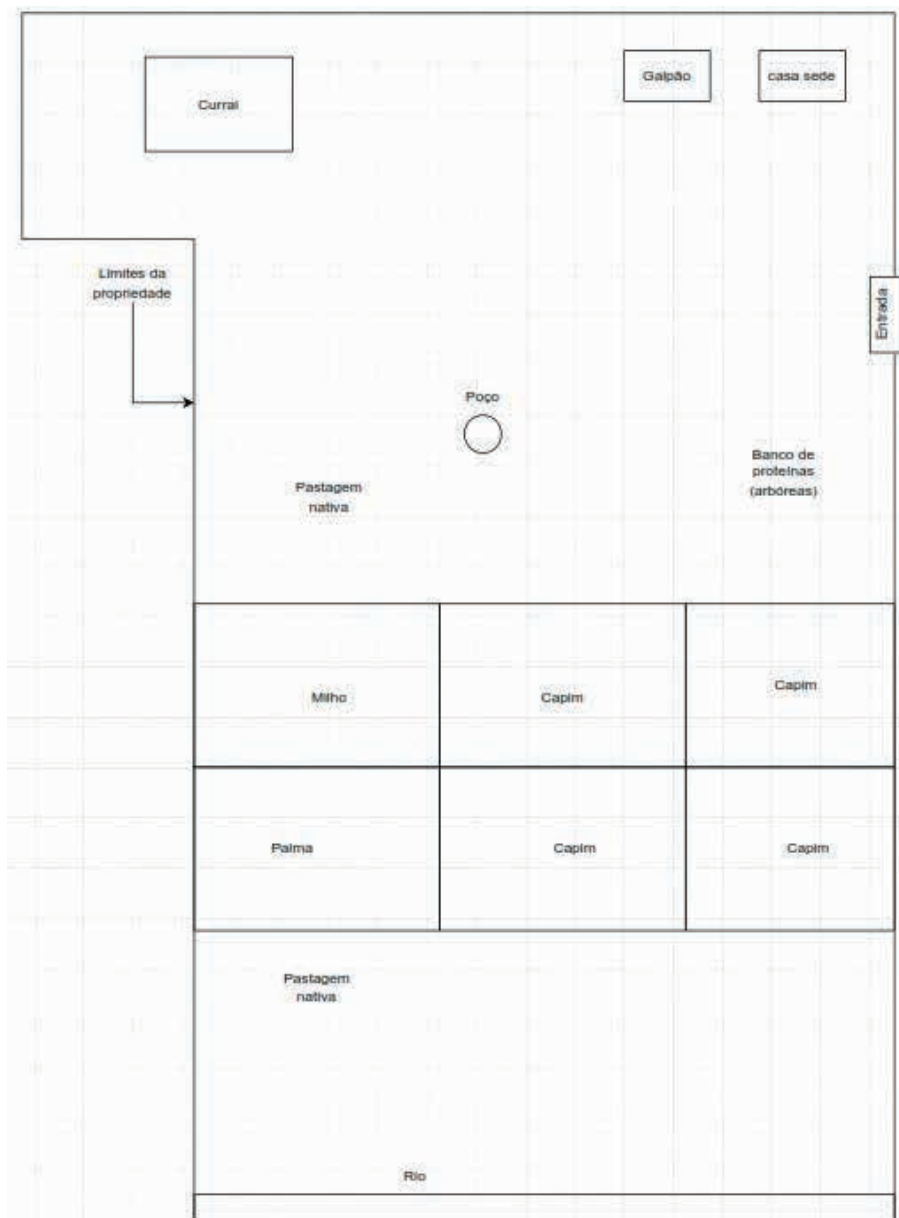 Curral
Galpão
casa sede
Limites da
propriedade
Entrada
Poço
Banco de
proteínas
(arbóreas)
Pastagem
nativa
Milho
Capim
Capim
Palma
Capim
Capim
Pastagem
nativa
Rio